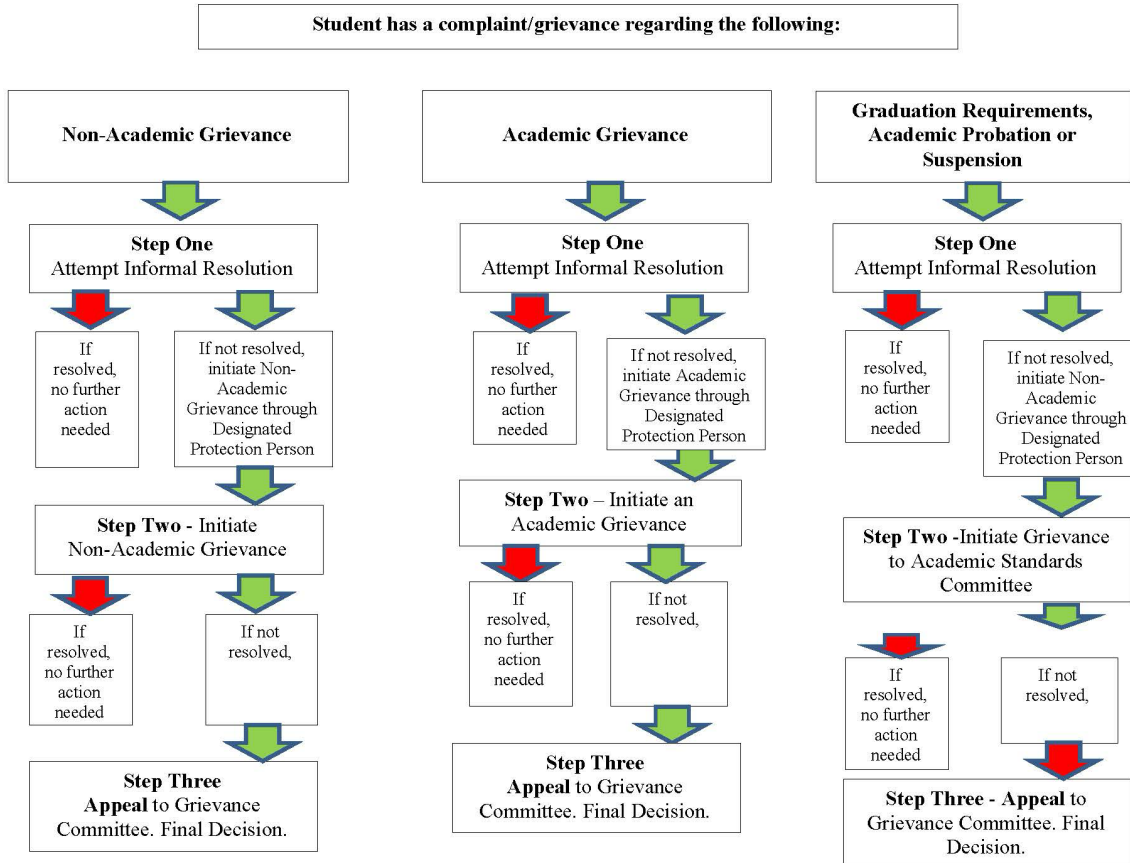 Student has a complaint/grievance regarding the following:
Non-Academic Grievance
Step One
Attempt Informal Resolution
If
resolved,
no further
action
needed
If not resolved,
initiate Non-
Academic
Grievance through
Designated
Protection Person
Step Two - Initiate
Non-Academic Grievance
If
resolved,
no further
action
needed
If not
resolved,
Step Three
Appeal to Grievance
Committee. Final Decision.
Academic Grievance
Step One
Attempt Informal Resolution
If
resolved,
no further
action
needed
If not resolved,
initiate Academic
Grievance through
Designated
Protection Person
Step Two – Initiate an
Academic Grievance
If
resolved,
no further
action
needed
If not
resolved,
Step Three
Appeal to Grievance
Committee. Final Decision.
Graduation Requirements,
Academic Probation or
Suspension
Step One
Attempt Informal Resolution
If
resolved,
no further
action
needed
If not resolved,
initiate Non-
Academic
Grievance through
Designated
Protection Person
Step Two -Initiate Grievance
to Academic Standards
Committee
If
resolved,
no further
action
needed
If not
resolved,
Step Three - Appeal to
Grievance Committee. Final
Decision.